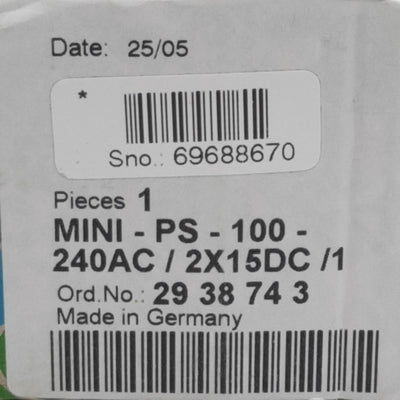 Date: 25/05
*
Sno.: 69688670
Pieces 1
MINI - PS - 100 -
240AC / 2X15DC /1
Ord.No.: 29 38 74 3
Made in Germany